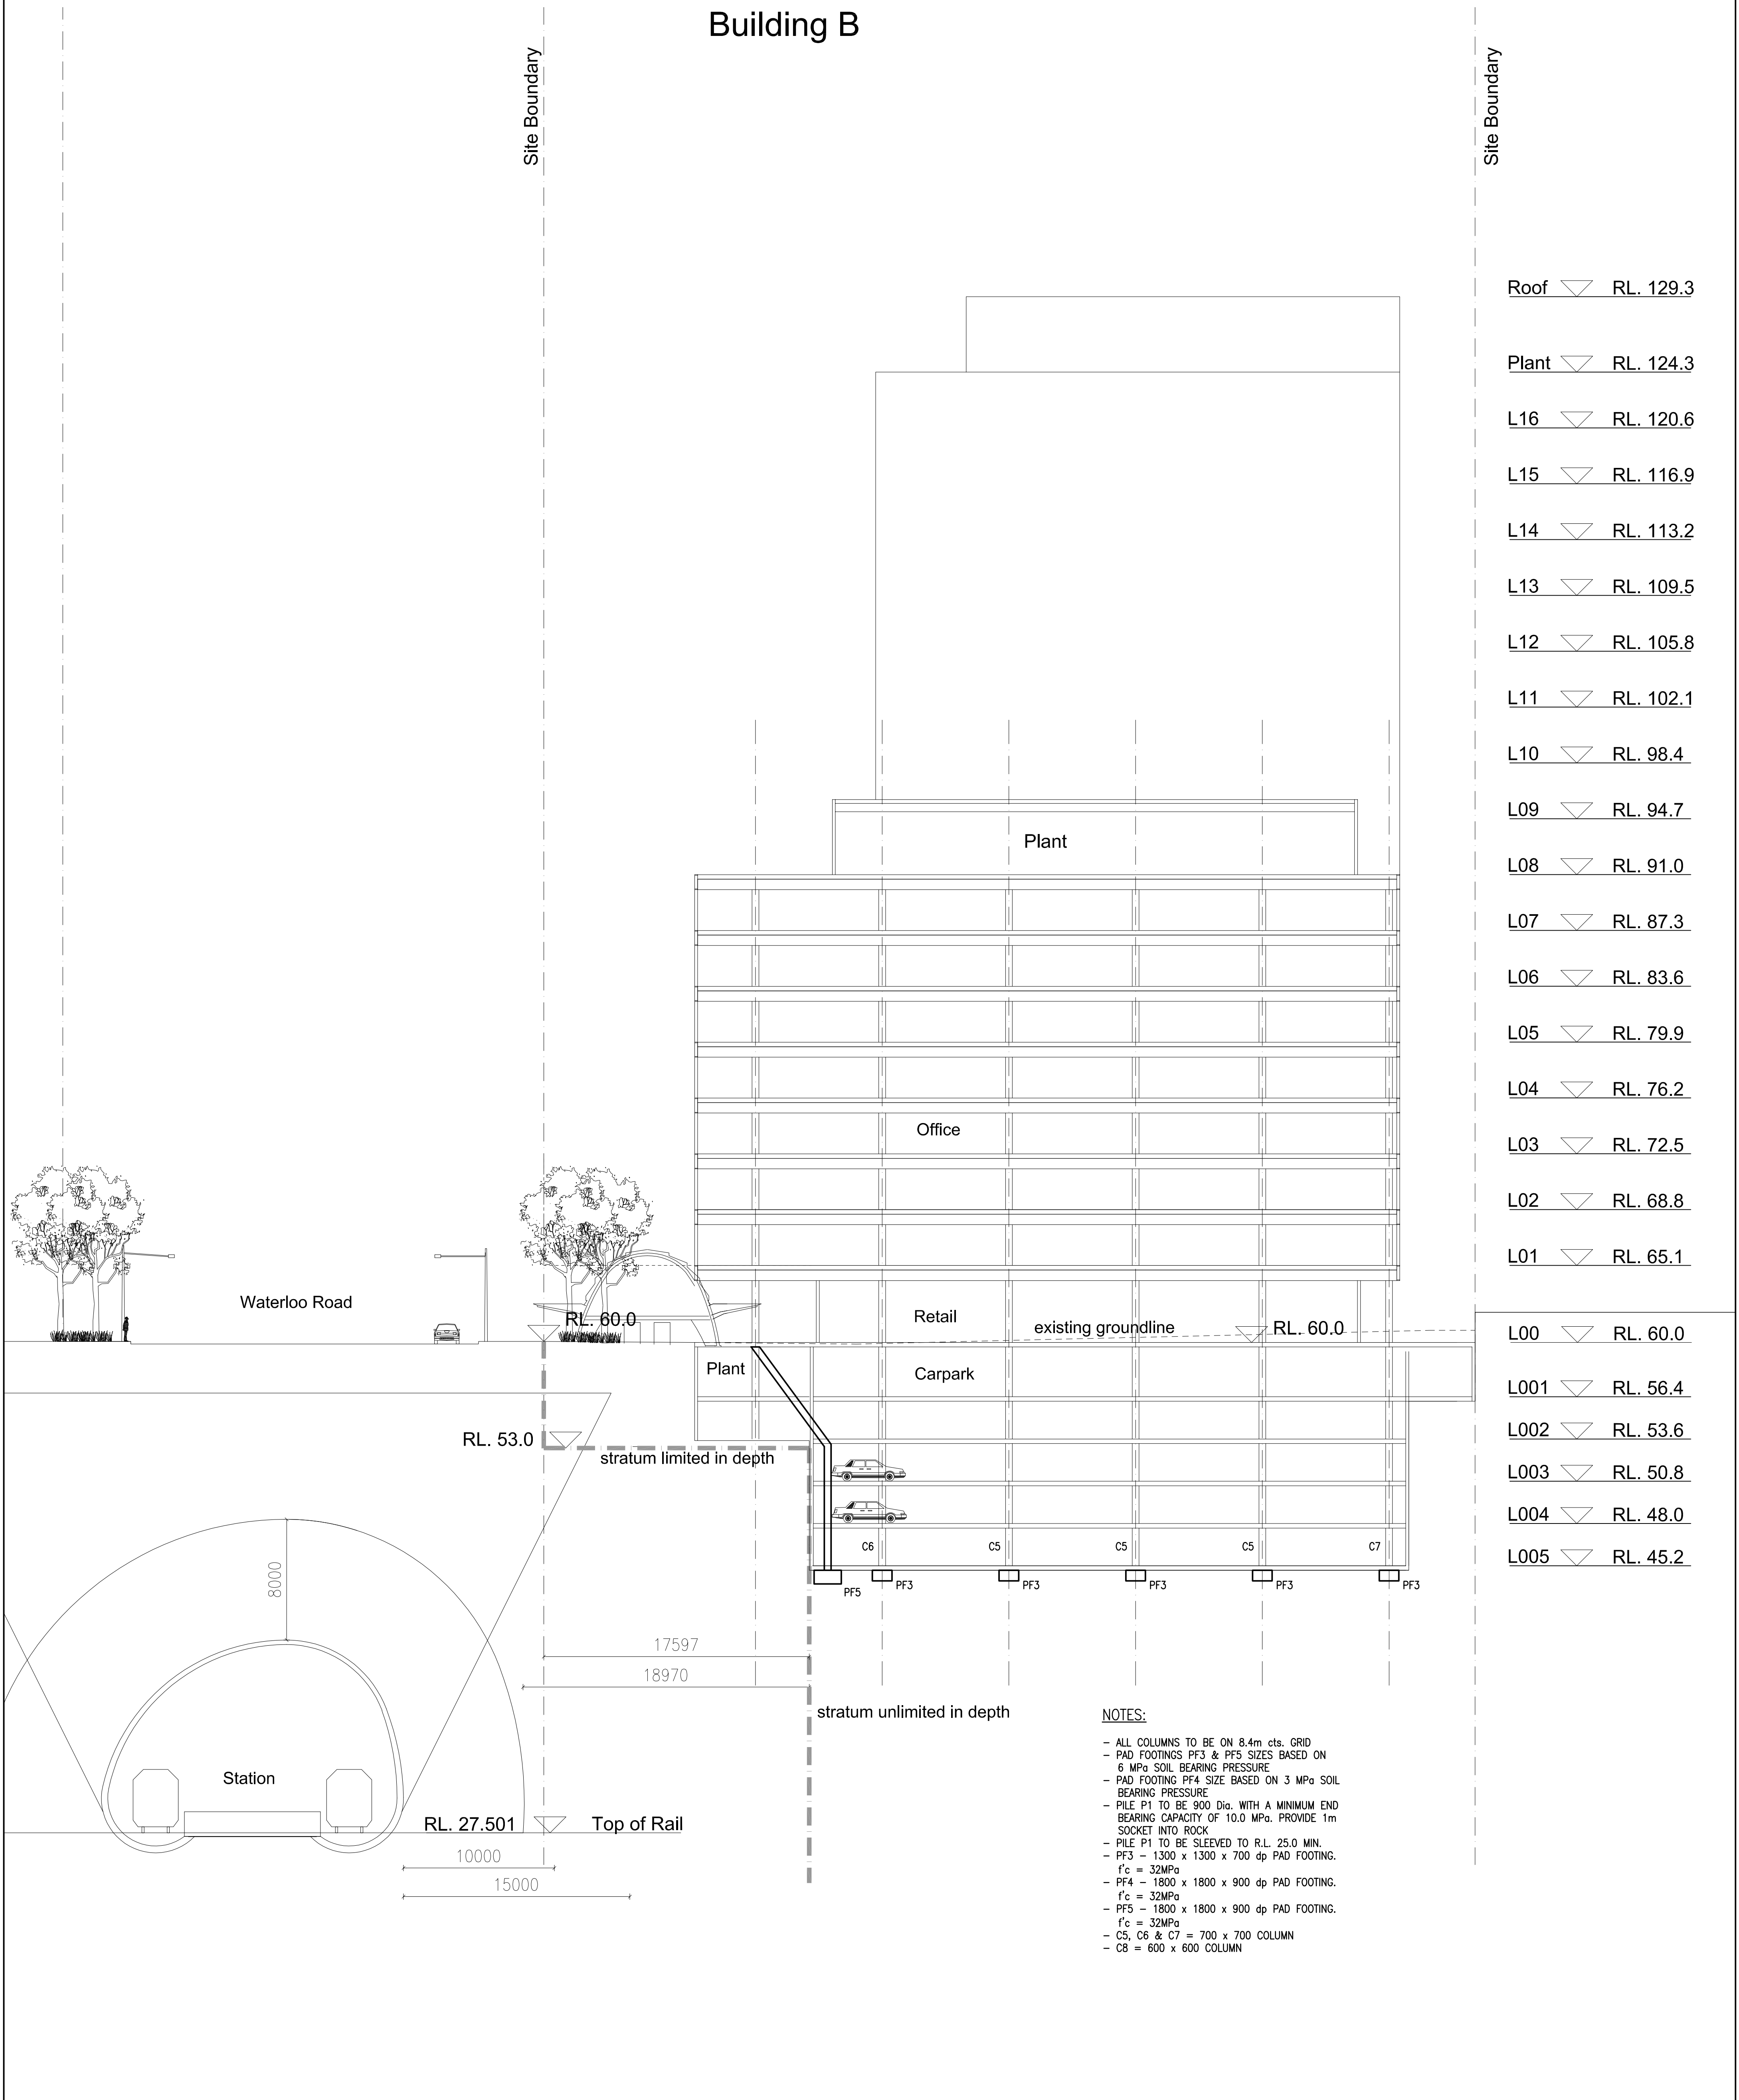 Building B
Site Boundary
Site Boundary
Roof RL. 129.3
Plant RL. 124.3
L16 RL. 120.6
L15 RL. 116.9
L14 RL. 113.2
L13 RL. 109.5
L12 RL. 105.8
L11 RL. 102.1
L10 RL. 98.4
L09 RL. 94.7
Plant
L08 RL. 91.0
L07 RL. 87.3
L06 RL. 83.6
L05 RL. 79.9
L04 RL. 76.2
Office
L03 RL. 72.5
L02 RL. 68.8
L01 RL. 65.1
Waterloo Road
RL. 60.0
Retail
existing groundline
RL. 60.0
L00 RL. 60.0
Plant
Carpark
L001 RL. 56.4
L002 RL. 53.6
RL. 53.0
stratum limited in depth
L003 RL. 50.8
L004 RL. 48.0
C6 C5 C5 C5 C7
L005 RL. 45.2
PF5 PF3 PF3 PF3 PF3 PF3
8000
17597
18970
stratum unlimited in depth
Station
RL. 27.501 Top of Rail
10000
15000
NOTES:
– ALL COLUMNS TO BE ON 8.4m cts. GRID
– PAD FOOTINGS PF3 & PF5 SIZES BASED ON
6 MPa SOIL BEARING PRESSURE
– PAD FOOTING PF4 SIZE BASED ON 3 MPa SOIL
BEARING PRESSURE
– PILE P1 TO BE 900 Dia. WITH A MINIMUM END
BEARING CAPACITY OF 10.0 MPa. PROVIDE 1m
SOCKET INTO ROCK
– PILE P1 TO BE SLEEVED TO R.L. 25.0 MIN.
– PF3 – 1300 x 1300 x 700 dp PAD FOOTING.
f'c = 32MPa
– PF4 – 1800 x 1800 x 900 dp PAD FOOTING.
f'c = 32MPa
– PF5 – 1800 x 1800 x 900 dp PAD FOOTING.
f'c = 32MPa
– C5, C6 & C7 = 700 x 700 COLUMN
– C8 = 600 x 600 COLUMN